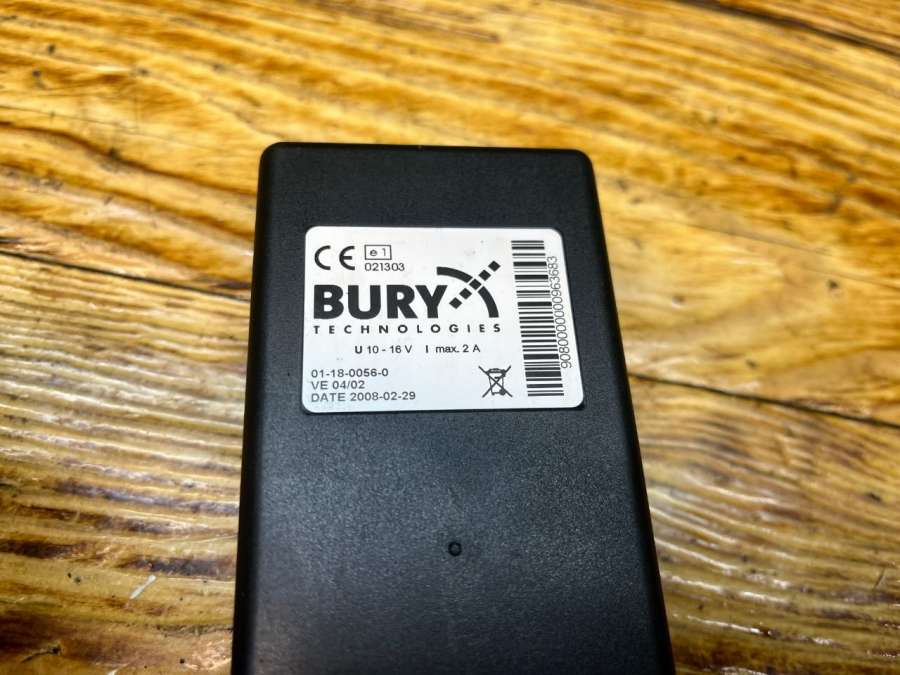 CE e1
021303
BURY
TECHNOLOGIES
U 10 - 16 V I max. 2 A
01-18-0056-0
VE 04/02
DATE 2008-02-29
9080000000963683